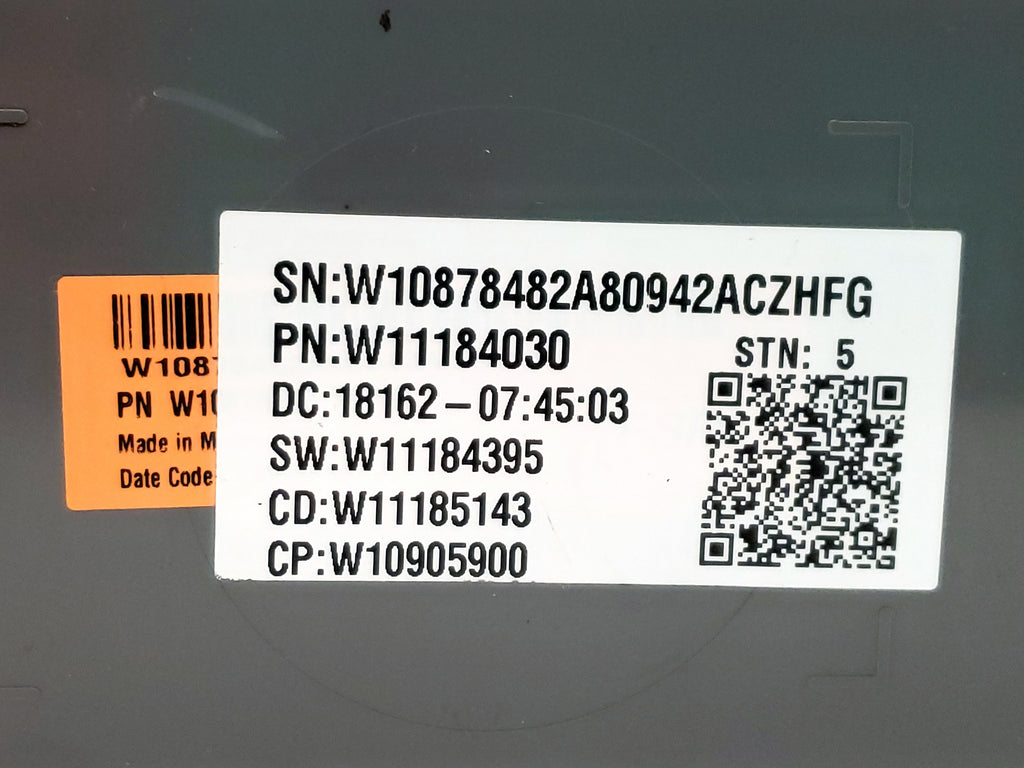 SN:W10878482A80942ACZHFG
PN:W11184030
STN: 5
DC:18162-07:45:03
SW:W11184395
CD:W11185143
CP:W10905900
W1087
PN W10
Made in M
Date Code